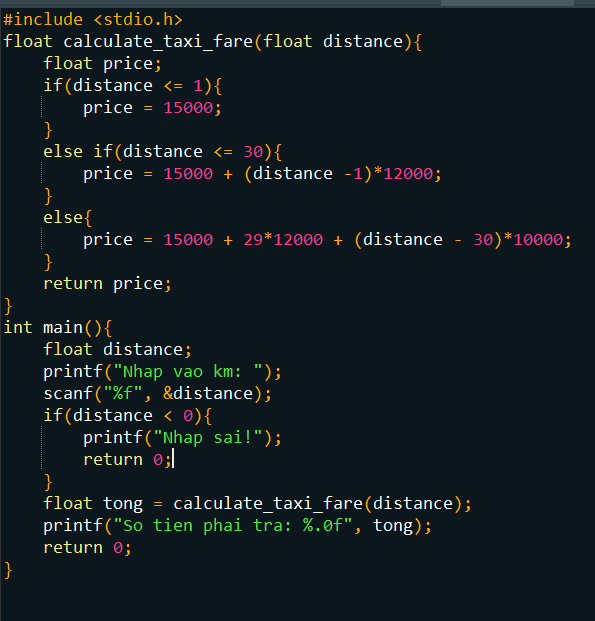 #include <stdio.h>
float calculate_taxi_fare(float distance){
    float price;
    if(distance <= 1){
        price = 15000;
    }
    else if(distance <= 30){
        price = 15000 + (distance -1)*12000;
    }
    else{
        price = 15000 + 29*12000 + (distance - 30)*10000;
    }
    return price;
}
int main(){
    float distance;
    printf("Nhap vao km: ");
    scanf("%f", &distance);
    if(distance < 0){
        printf("Nhap sai!");
        return 0;
    }
    float tong = calculate_taxi_fare(distance);
    printf("So tien phai tra: %.0f", tong);
    return 0;
}